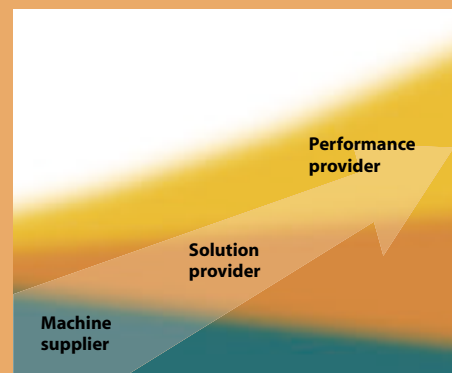 Performance
provider
Solution
provider
Machine
supplier